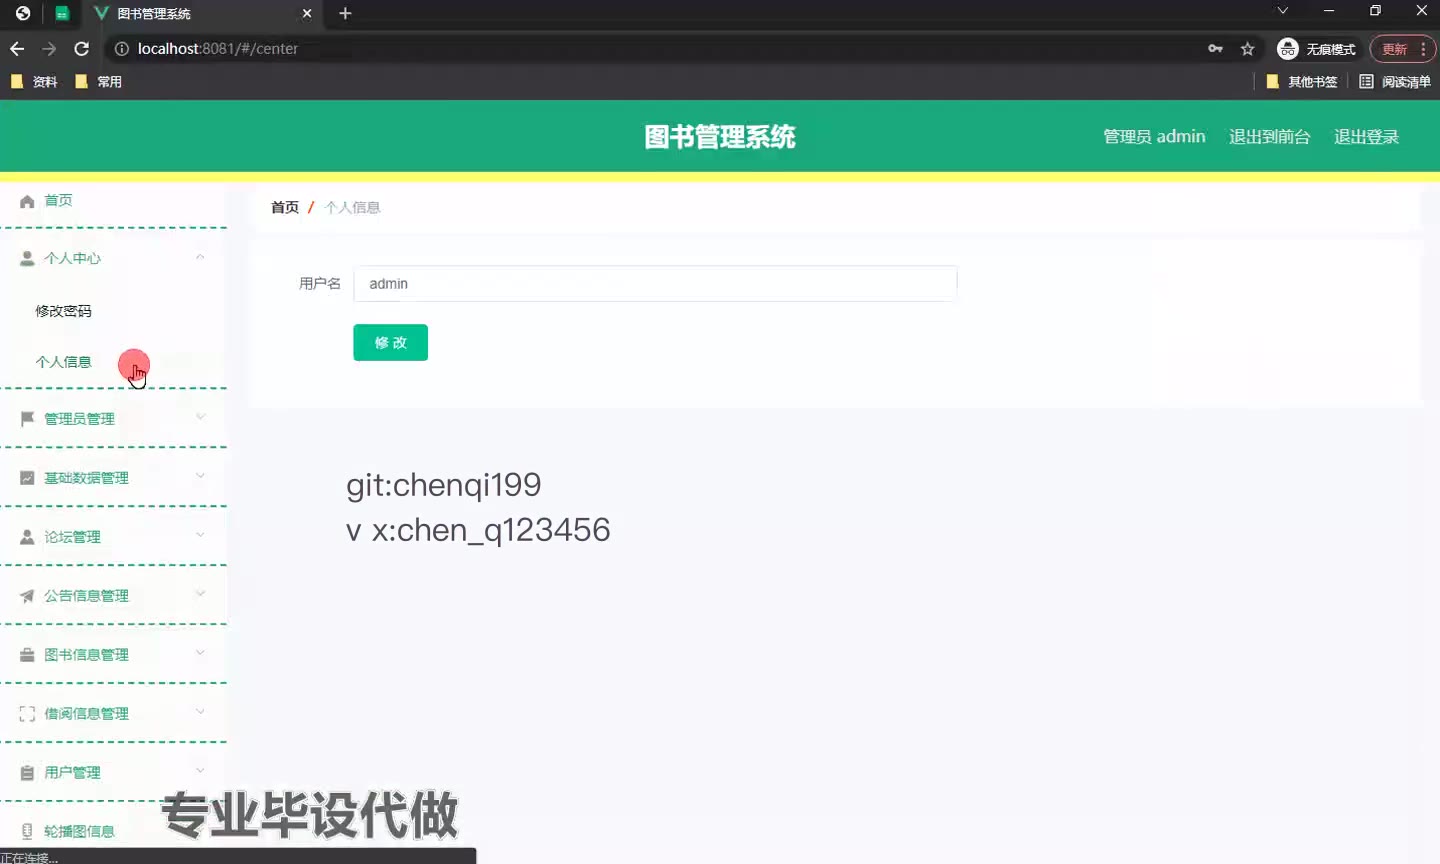 图书管理系统
localhost:8081/#/center
无痕模式
更新
资料
常用
其他书签
阅读清单
图书管理系统
管理员 admin
退出到前台
退出登录
首页
个人中心
修改密码
个人信息
管理员管理
基础数据管理
论坛管理
公告信息管理
图书信息管理
借阅信息管理
用户管理
轮播图信息
首页 / 个人信息
用户名
admin
修 改
git:chenqi199
v x:chen_q123456
专业毕设代做
正在连接...